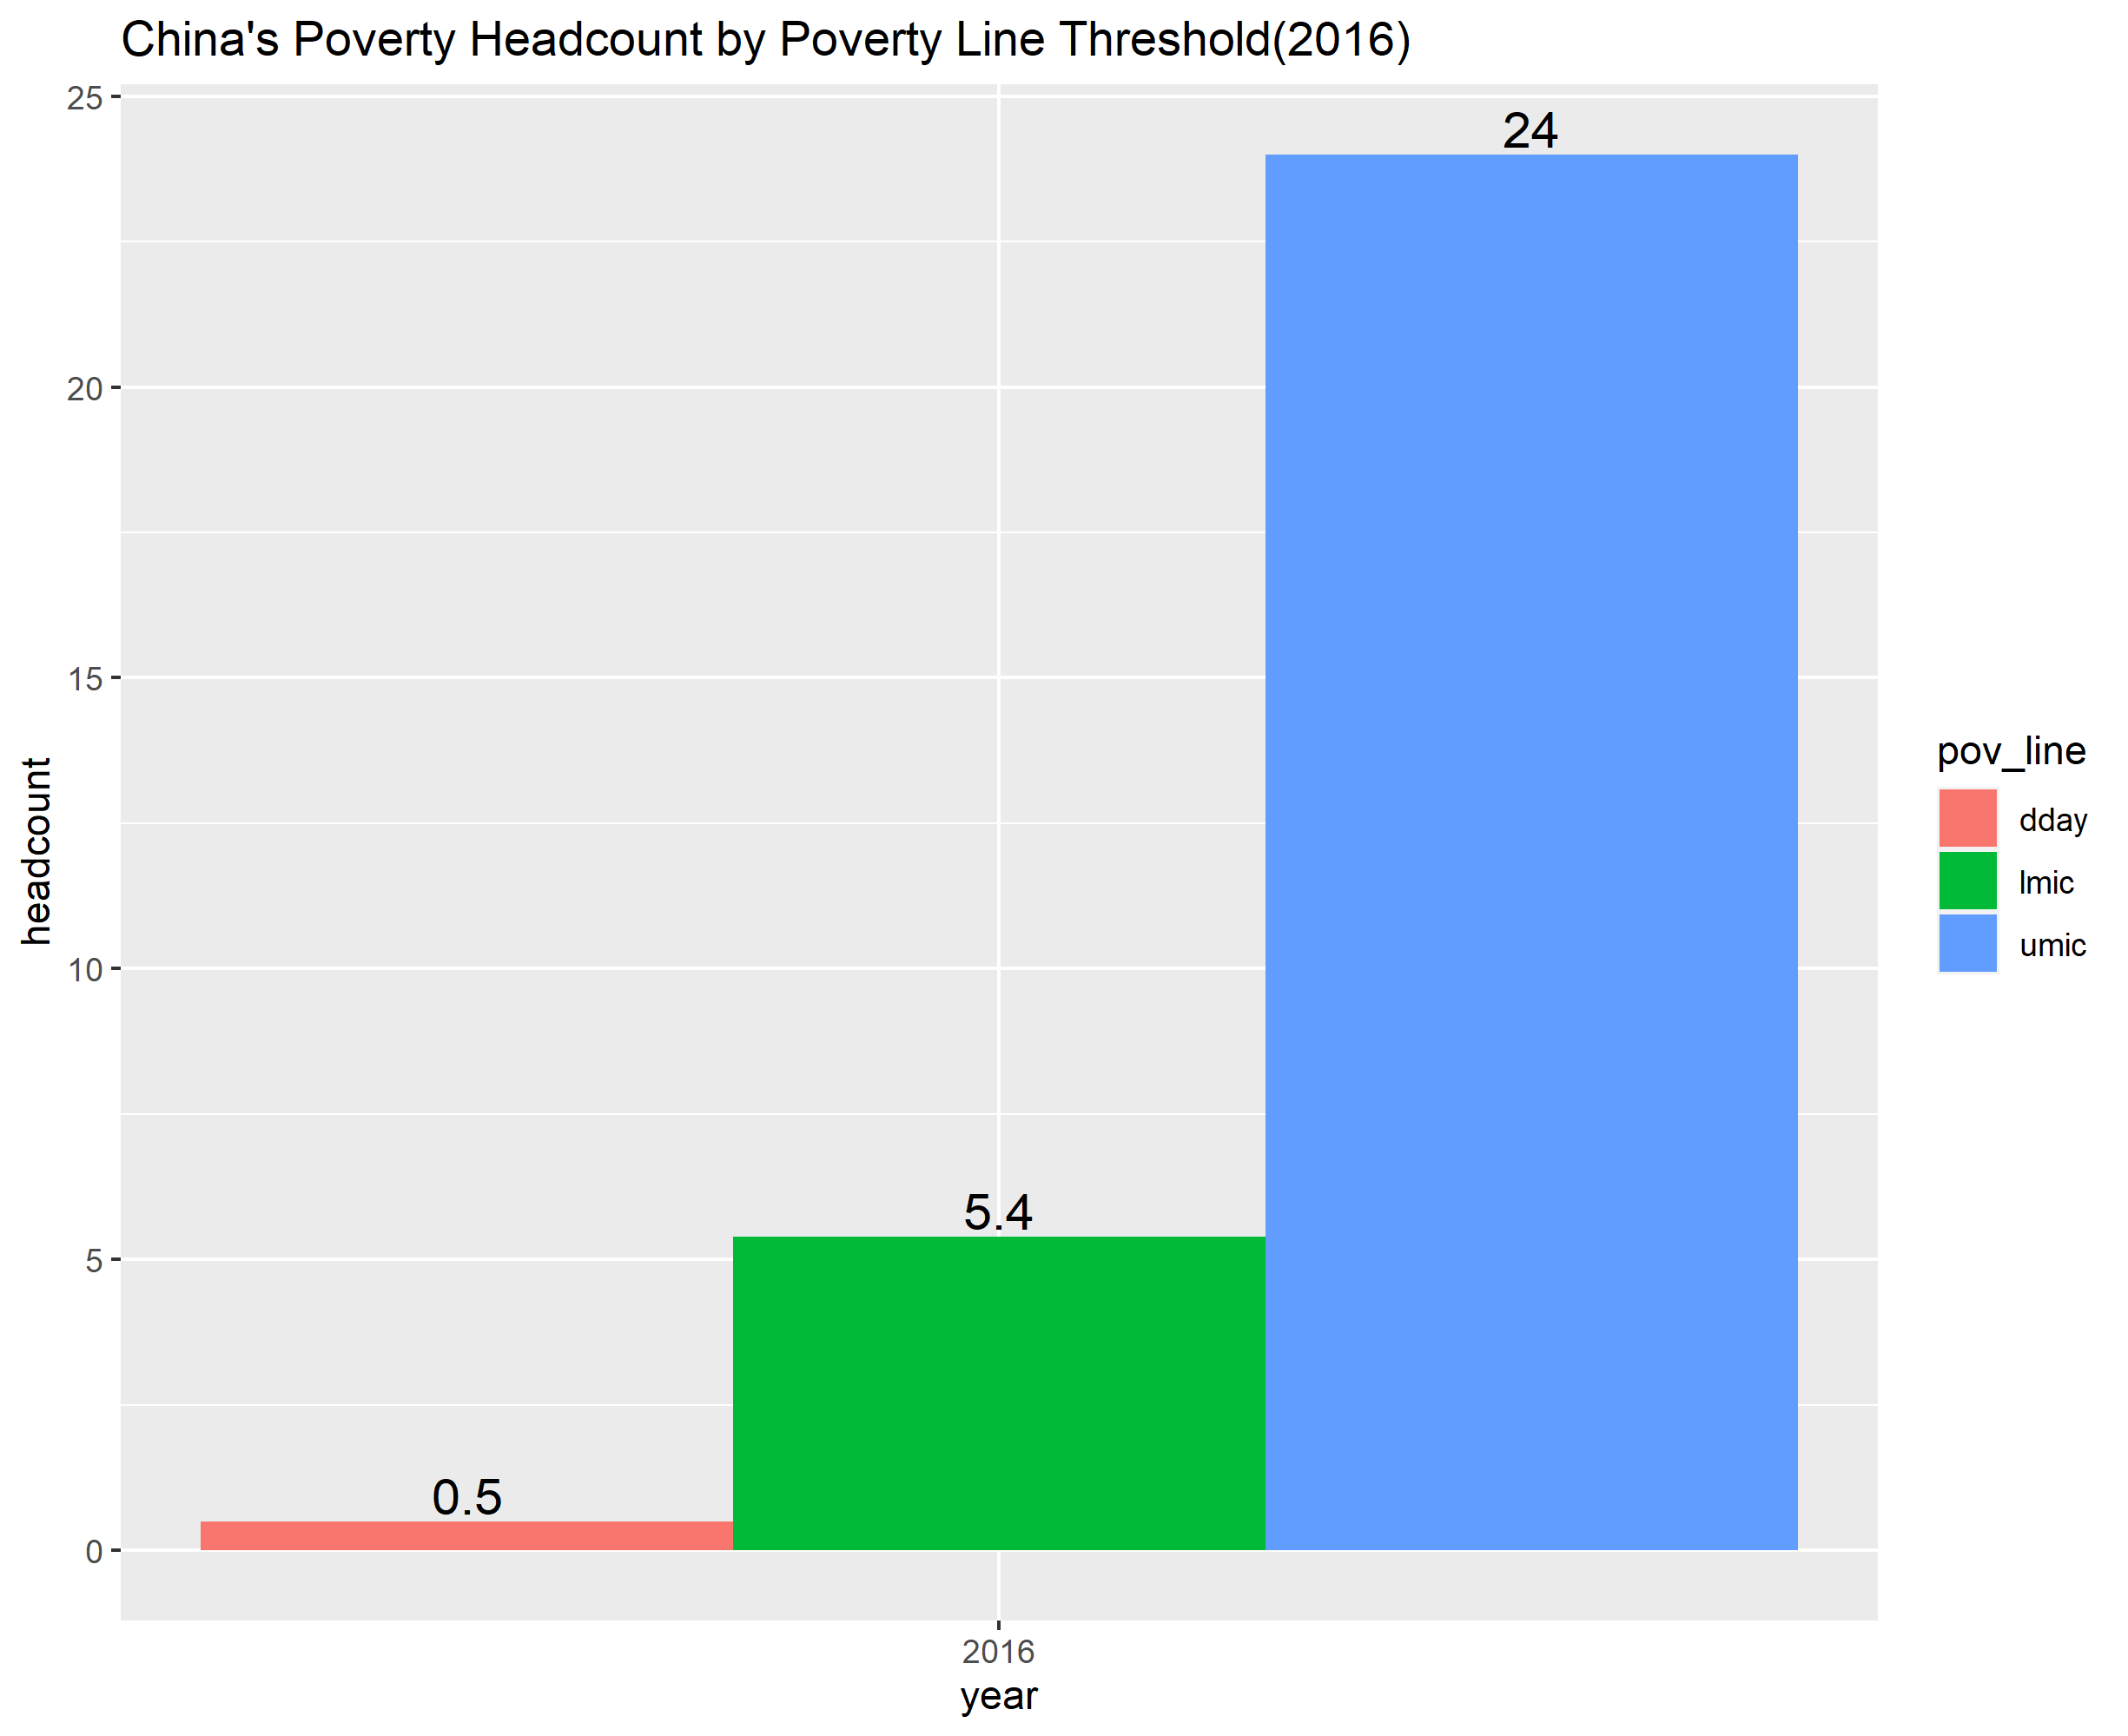 China's Poverty Headcount by Poverty Line Threshold(2016)
25
20
15
10
5
0
headcount
24
5.4
0.5
2016
year
pov_line
dday
lmic
umic